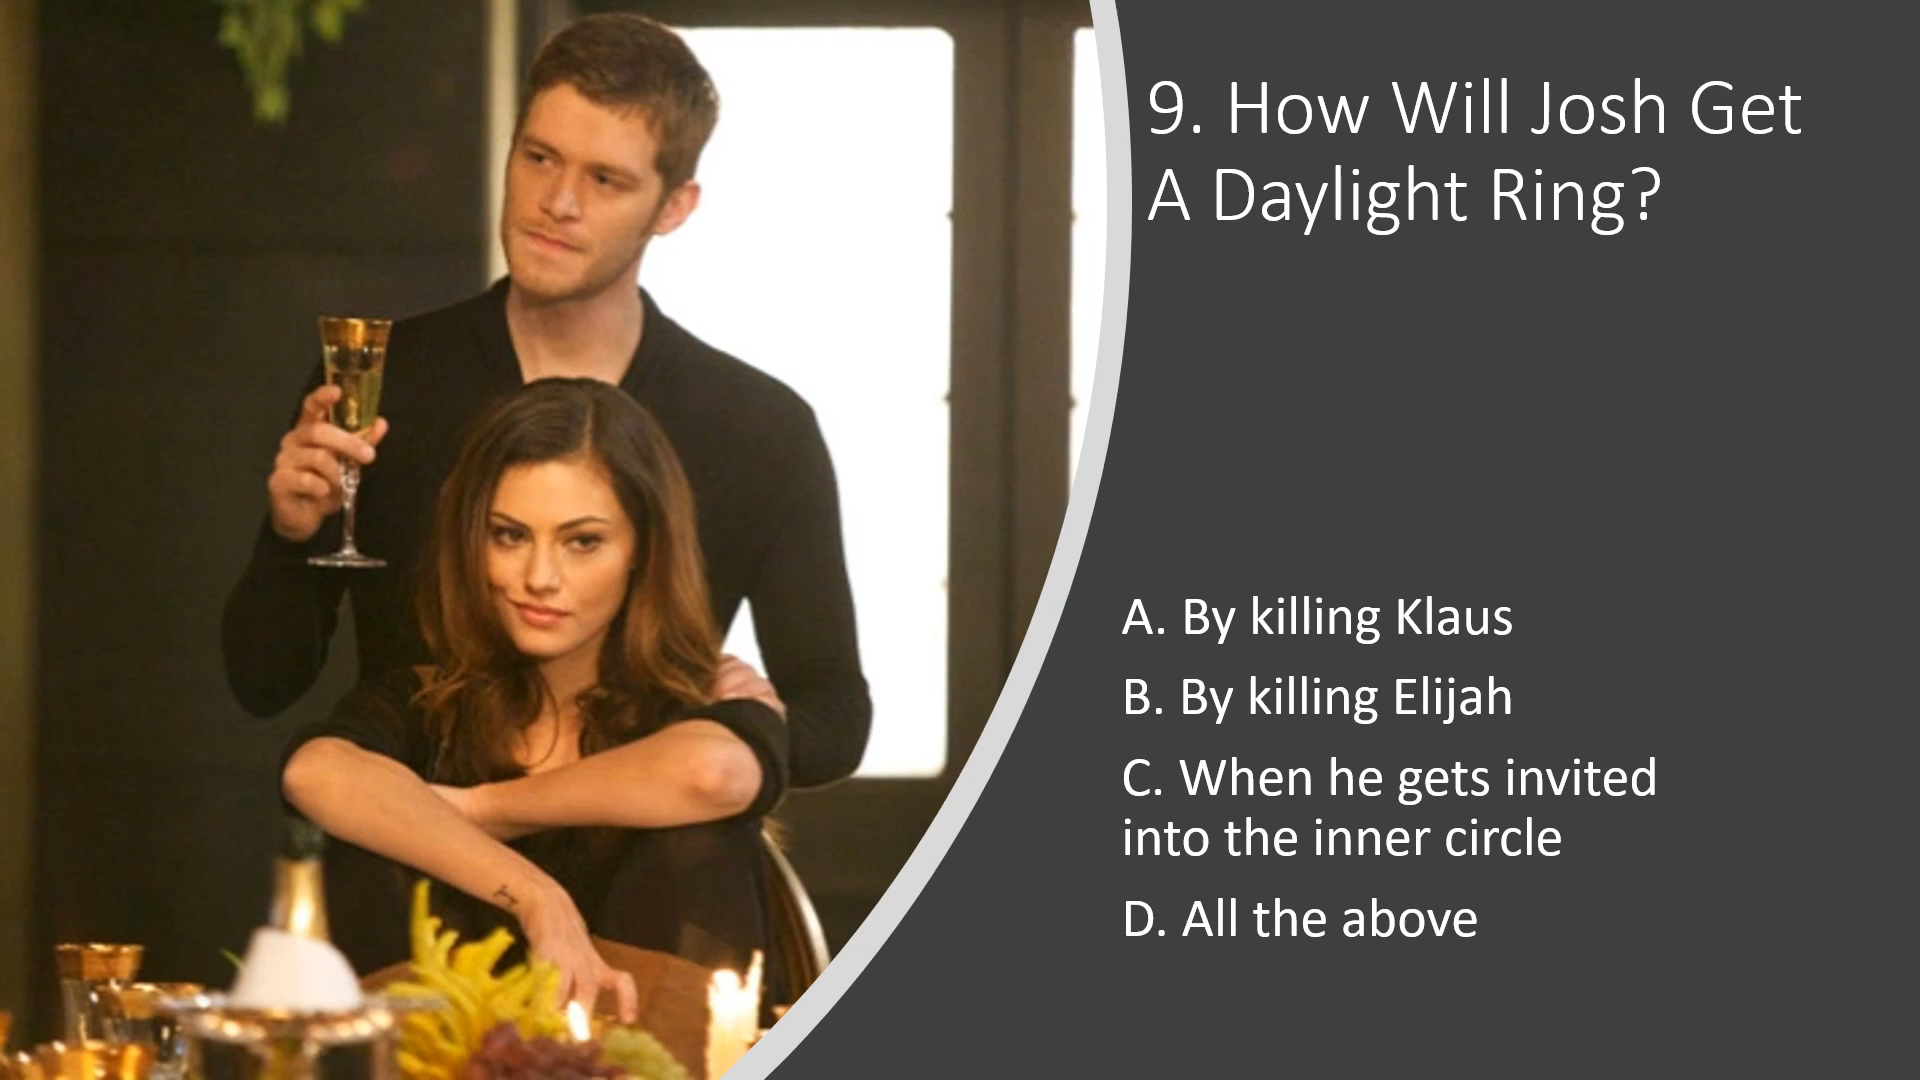 9. How Will Josh Get
A Daylight Ring?
A. By killing Klaus
B. By killing Elijah
C. When he gets invited
into the inner circle
D. All the above